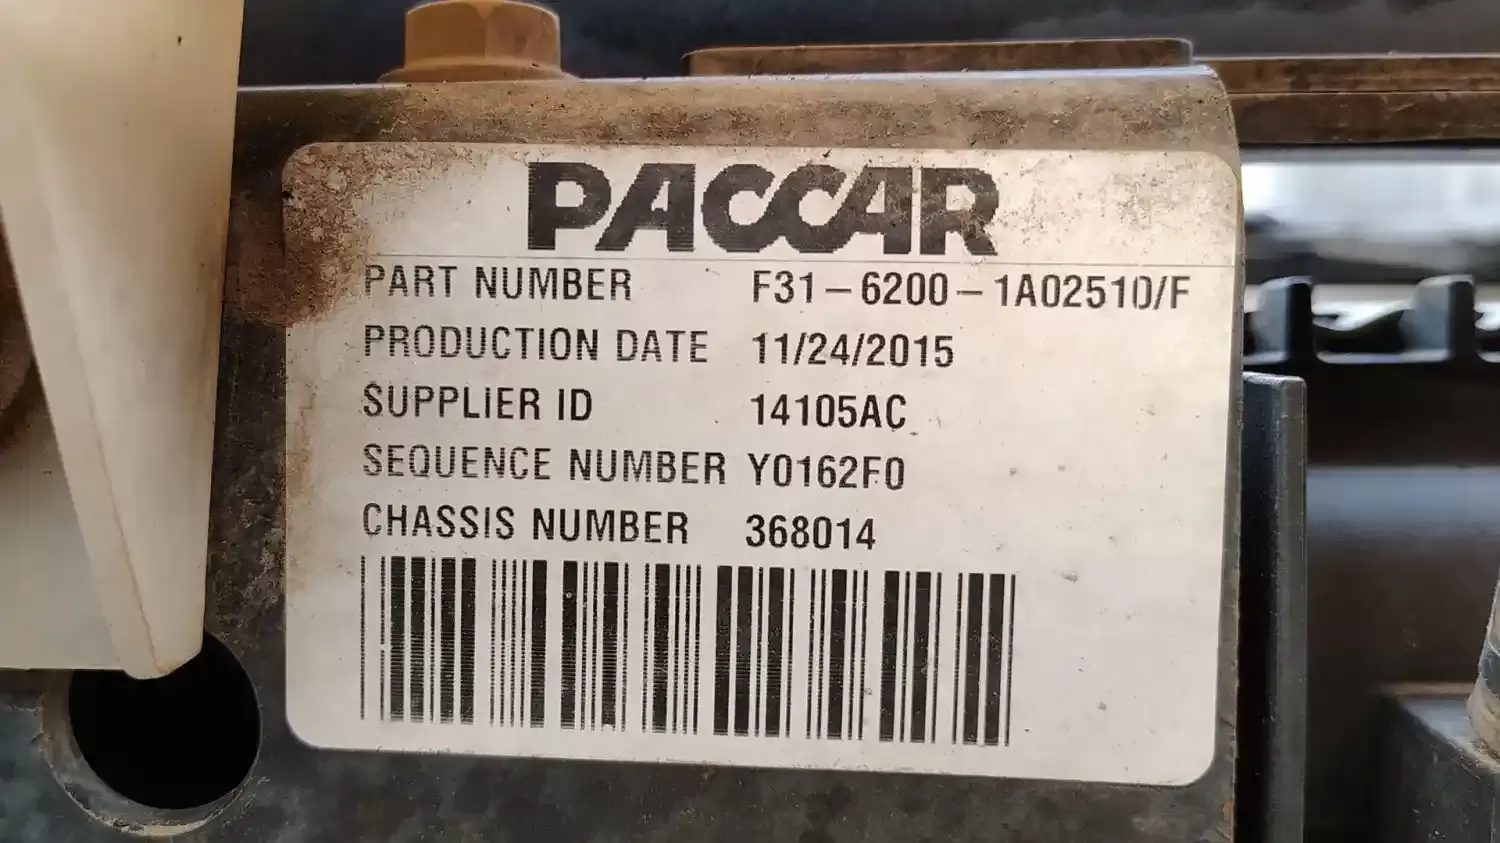 PACCAR
PART NUMBER F31-6200-1A02510/F
PRODUCTION DATE 11/24/2015
SUPPLIER ID 14105AC
SEQUENCE NUMBER Y0162F0
CHASSIS NUMBER 368014